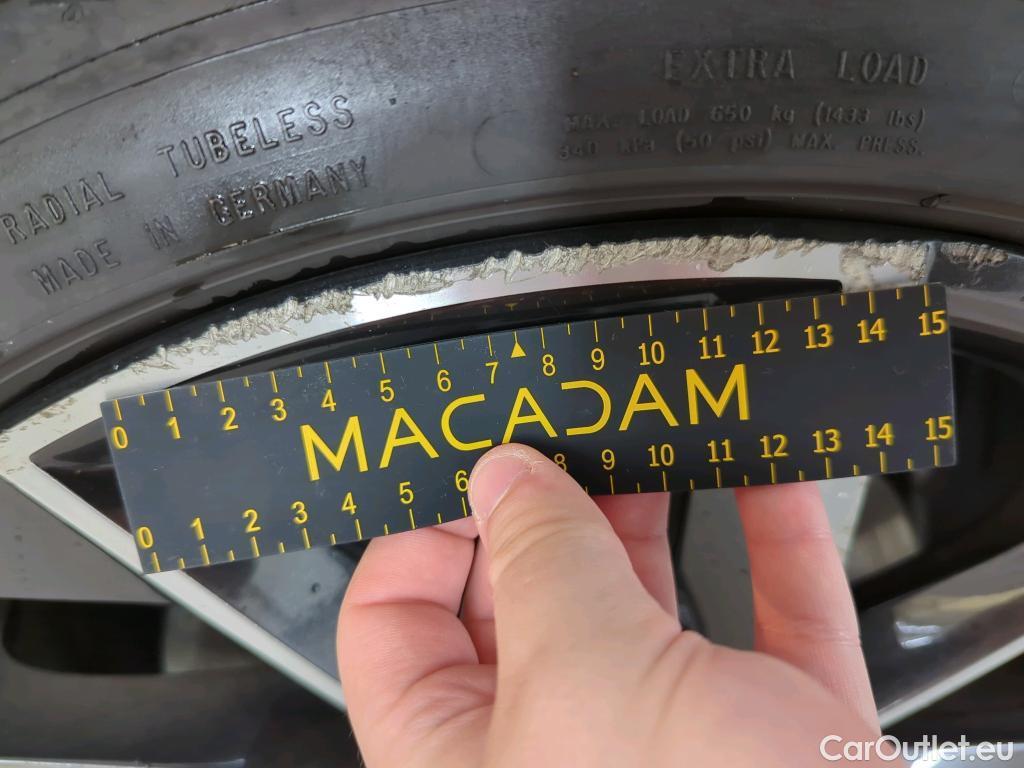 EXTRA LOAD
MAX. LOAD 650 kg (1433 lbs)
340 kPa (50 psi) MAX. PRESS.
RADIAL TUBELESS
MADE IN GERMANY
0 1 2 3 4 5 6 7 8 9 10 11 12 13 14 15
MACADAM
0 1 2 3 4 5 6 8 9 10 11 12 13 14 15
CarOutlet.eu